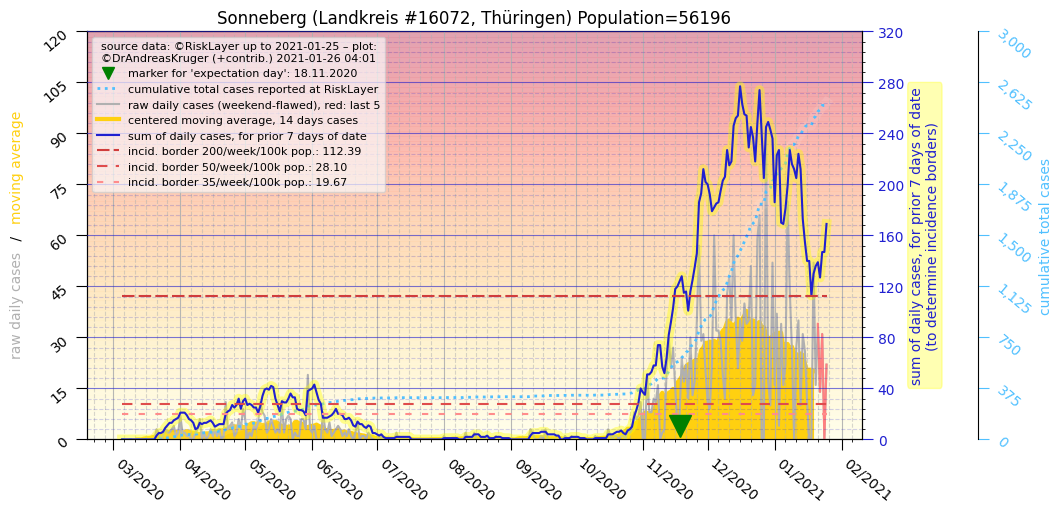 Sonneberg (Landkreis #16072, Thüringen) Population=56196
source data: ©RiskLayer up to 2021-01-25 – plot:
©DrAndreasKruger (+contrib.) 2021-01-26 04:01
marker for 'expectation day': 18.11.2020
cumulative total cases reported at RiskLayer
raw daily cases (weekend-flawed), red: last 5
centered moving average, 14 days cases
sum of daily cases, for prior 7 days of date
incid. border 200/week/100k pop.: 112.39
incid. border 50/week/100k pop.: 28.10
incid. border 35/week/100k pop.: 19.67
raw daily cases / moving average
120
105
90
75
60
45
30
15
0
03/2020
04/2020
05/2020
06/2020
07/2020
08/2020
09/2020
10/2020
11/2020
12/2020
01/2021
02/2021
320
280
240
200
160
120
80
40
0
sum of daily cases, for prior 7 days of date
(to determine incidence borders)
3,000
2,625
2,250
1,875
1,500
1,125
750
375
0
cumulative total cases